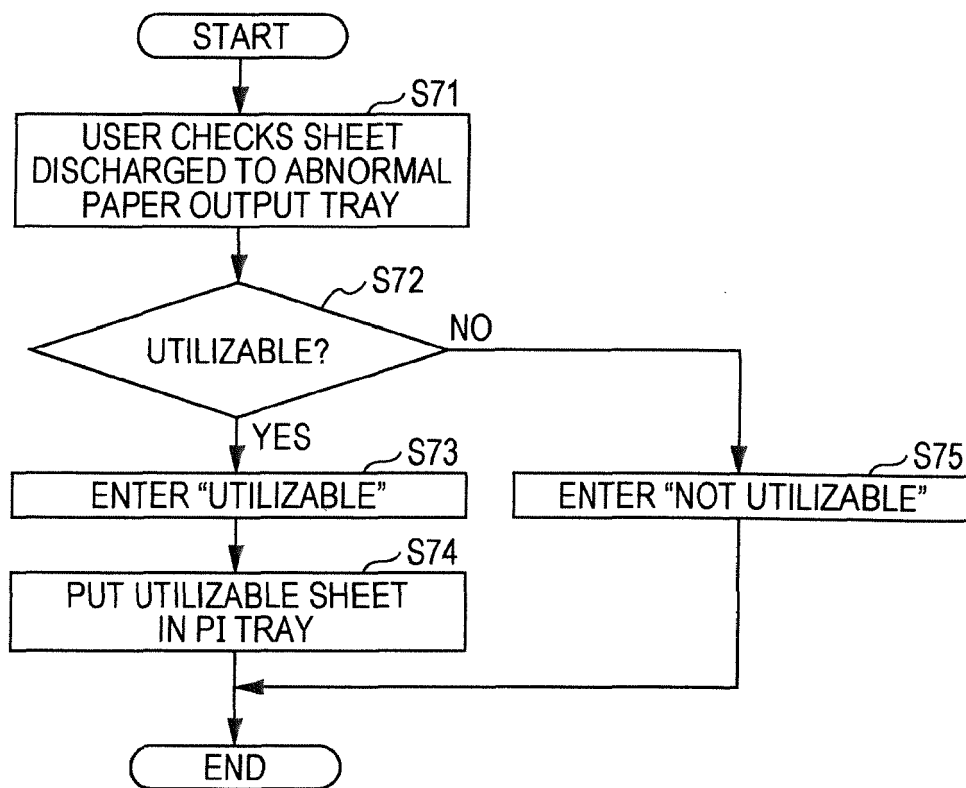 START
S71
USER CHECKS SHEET
DISCHARGED TO ABNORMAL
PAPER OUTPUT TRAY
S72
UTILIZABLE?
NO
YES
S73
ENTER “UTILIZABLE”
S75
ENTER “NOT UTILIZABLE”
S74
PUT UTILIZABLE SHEET
IN PI TRAY
END